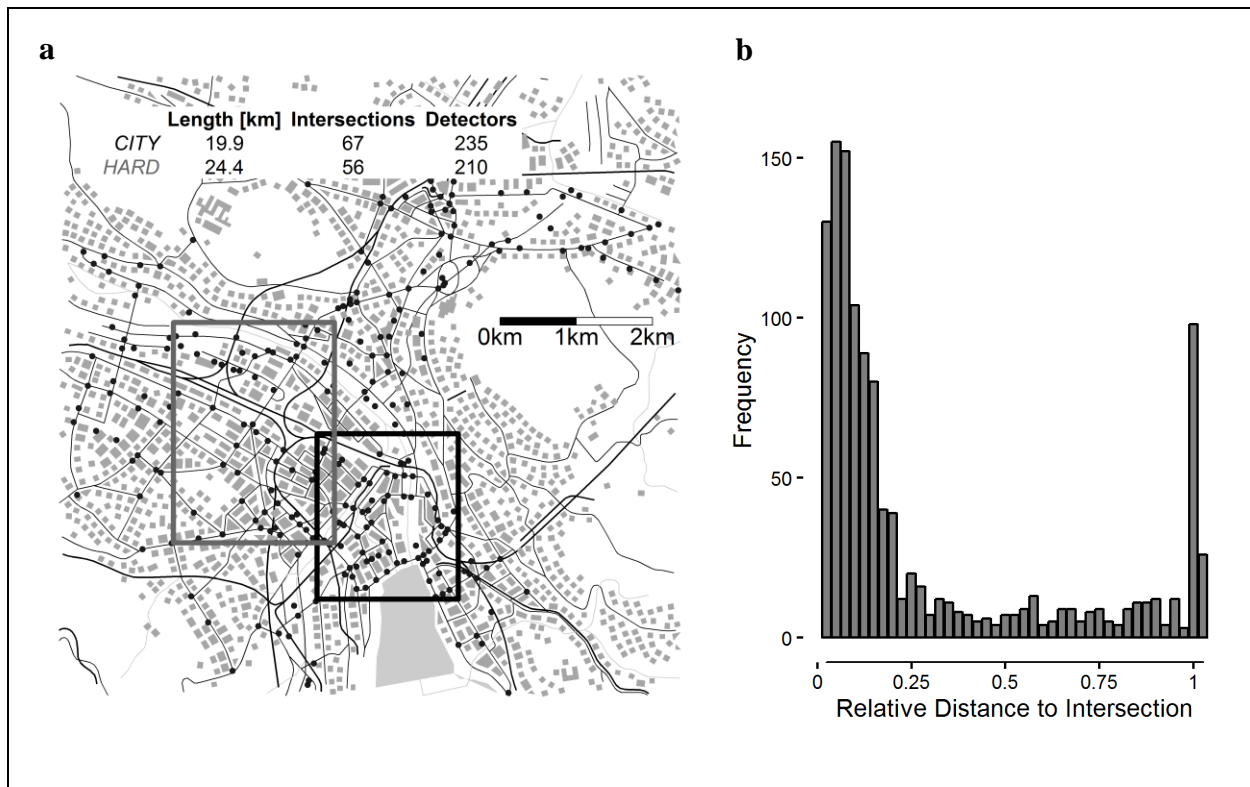 a
Length [km] Intersections Detectors
CITY 19.9 67 235
HARD 24.4 56 210
0km 1km 2km
b
Frequency
150
100
50
0
0 0.25 0.5 0.75 1
Relative Distance to Intersection